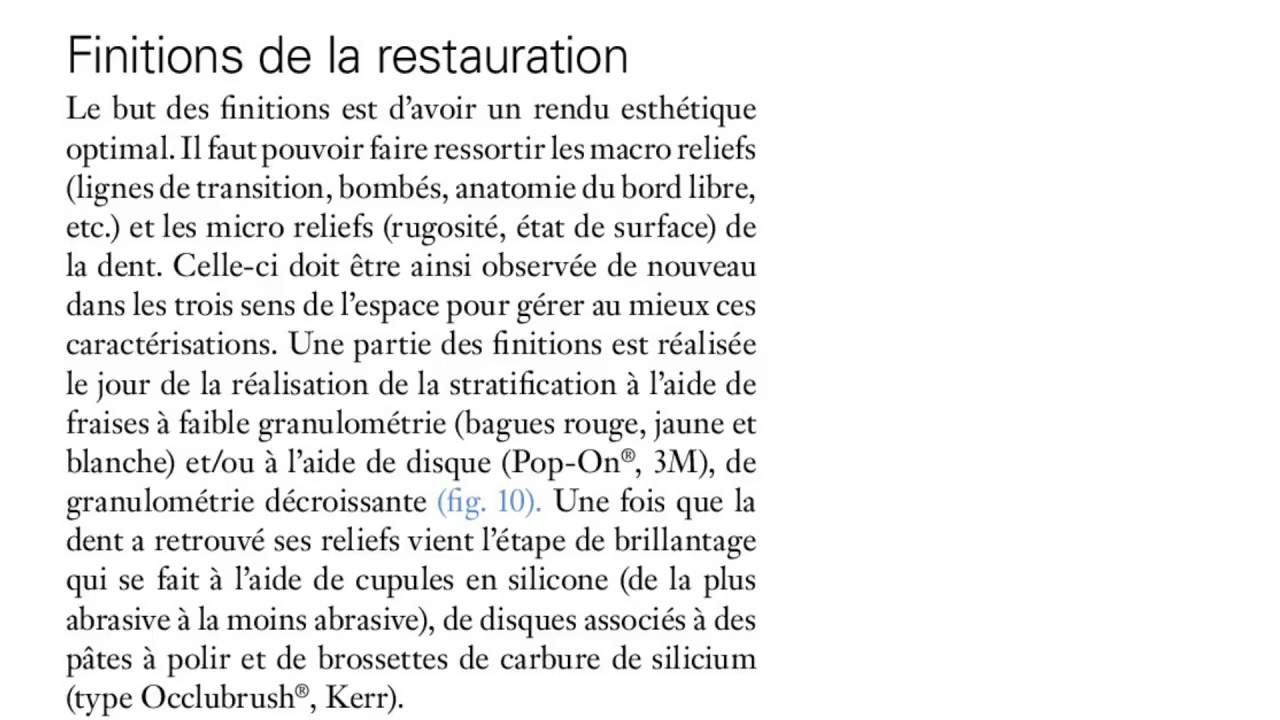 Finitions de la restauration
Le but des finitions est d’avoir un rendu esthétique
optimal. Il faut pouvoir faire ressortir les macro reliefs
(lignes de transition, bombés, anatomie du bord libre,
etc.) et les micro reliefs (rugosité, état de surface) de
la dent. Celle-ci doit être ainsi observée de nouveau
dans les trois sens de l’espace pour gérer au mieux ces
caractérisations. Une partie des finitions est réalisée
le jour de la réalisation de la stratification à l’aide de
fraises à faible granulométrie (bagues rouge, jaune et
blanche) et/ou à l’aide de disque (Pop-On®, 3M), de
granulométrie décroissante (fig. 10). Une fois que la
dent a retrouvé ses reliefs vient l’étape de brillantage
qui se fait à l’aide de cupules en silicone (de la plus
abrasive à la moins abrasive), de disques associés à des
pâtes à polir et de brossettes de carbure de silicium
(type Occlubrush®, Kerr).